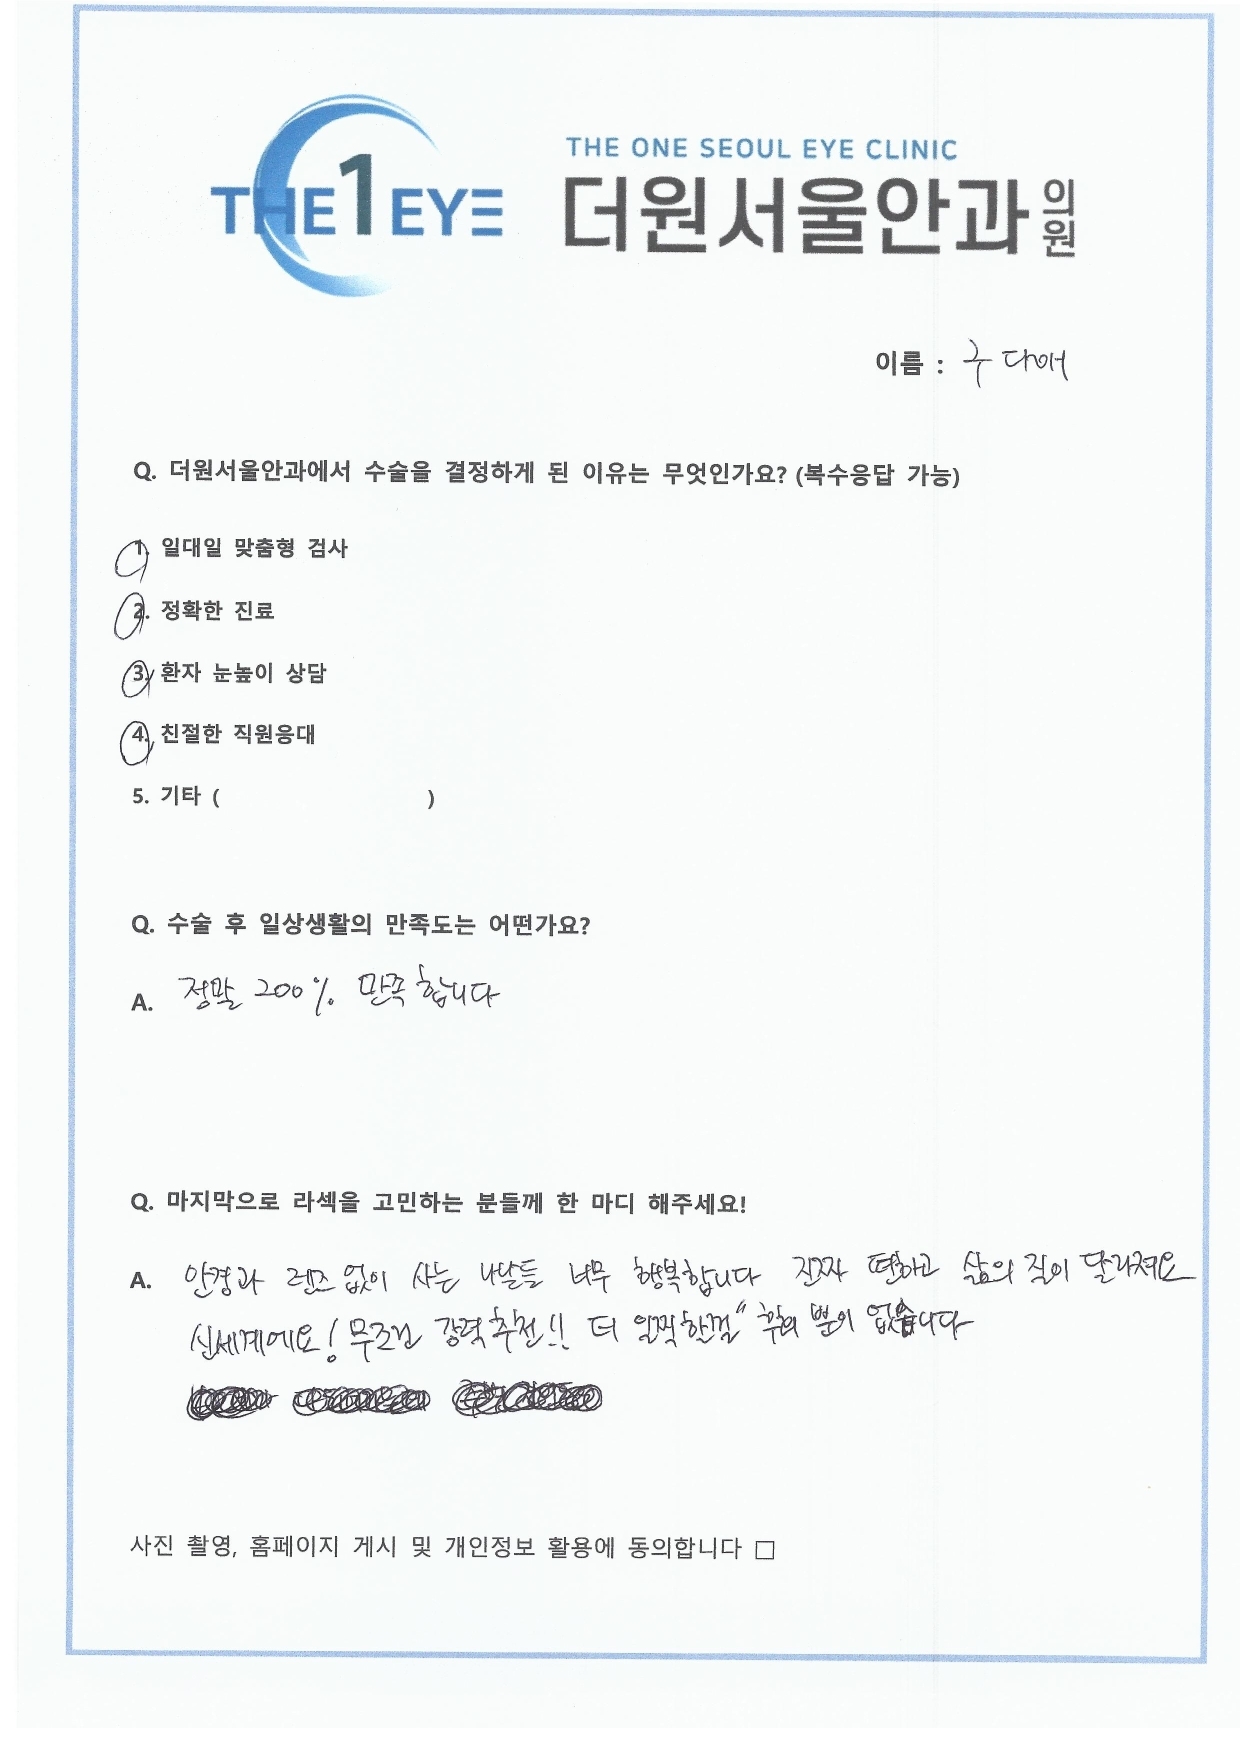 THE1EYE
THE ONE SEOUL EYE CLINIC
더원서울안과의원
이름 : 구다애
Q. 더원서울안과에서 수술을 결정하게 된 이유는 무엇인가요? (복수응답 가능)
1. 일대일 맞춤형 검사
2. 정확한 진료
3. 환자 눈높이 상담
4. 친절한 직원응대
5. 기타 ( )
Q. 수술 후 일상생활의 만족도는 어떤가요?
A. 정말 200% 만족합니다
Q. 마지막으로 라섹을 고민하는 분들께 한 마디 해주세요!
A. 안경과 렌즈 없이 사는 나날들 너무 행복합니다 진짜 편하고 삶의 질이 달라져요
신세계에요! 무조건 강력추천!! 더 일찍할걸" 후회 뿐이 없습니다
사진 촬영, 홈페이지 게시 및 개인정보 활용에 동의합니다 □